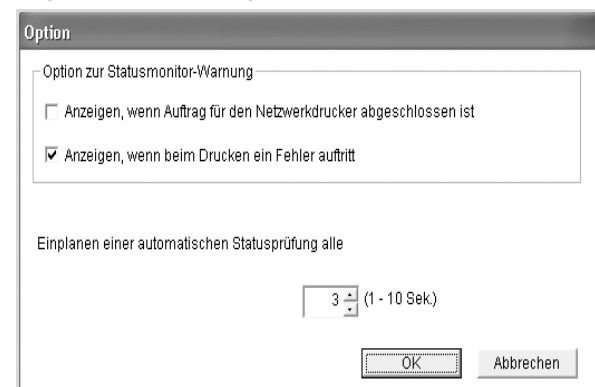 Option
Option zur Statusmonitor-Warnung
Anzeigen, wenn Auftrag für den Netzwerkdrucker abgeschlossen ist
Anzeigen, wenn beim Drucken ein Fehler auftritt
Einplanen einer automatischen Statusprüfung alle
3 (1 - 10 Sek.)
OK Abbrechen